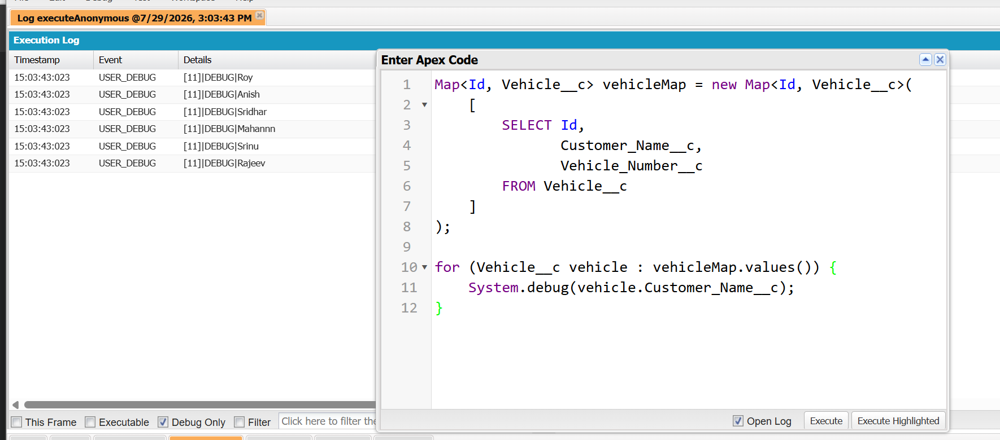 Log executeAnonymous @7/29/2026, 3:03:43 PM
Execution Log
Timestamp Event Details
15:03:43:023 USER_DEBUG [11]|DEBUG|Roy
15:03:43:023 USER_DEBUG [11]|DEBUG|Anish
15:03:43:023 USER_DEBUG [11]|DEBUG|Sridhar
15:03:43:023 USER_DEBUG [11]|DEBUG|Mahannn
15:03:43:023 USER_DEBUG [11]|DEBUG|Srinu
15:03:43:023 USER_DEBUG [11]|DEBUG|Rajeev
This Frame Executable Debug Only Filter Click here to filter the
Enter Apex Code
1 Map<Id, Vehicle__c> vehicleMap = new Map<Id, Vehicle__c>(
2 [
3 SELECT Id,
4 Customer_Name__c,
5 Vehicle_Number__c
6 FROM Vehicle__c
7 ]
8 );
9
10 for (Vehicle__c vehicle : vehicleMap.values()) {
11 System.debug(vehicle.Customer_Name__c);
12 }
Open Log Execute Execute Highlighted